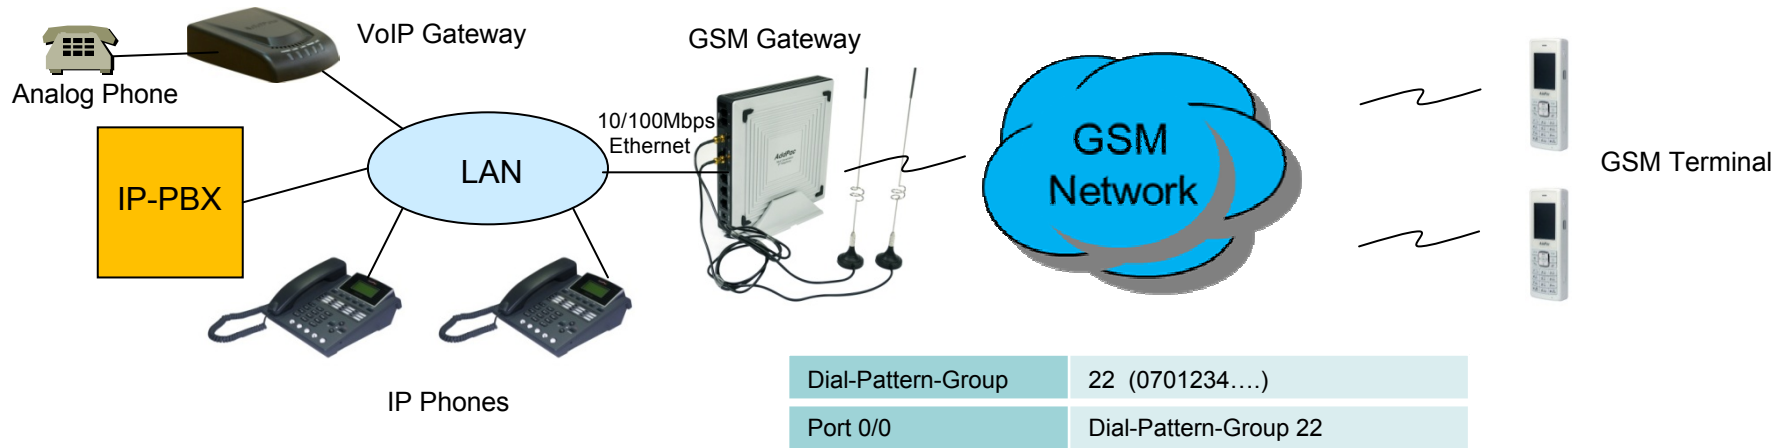 VoIP Gateway
GSM Gateway
Analog Phone
10/100Mbps
Ethernet
AddPac
GSM
Network
GSM Terminal
LAN
IP-PBX
IP Phones
Dial-Pattern-Group 22 (0701234....)
Port 0/0 Dial-Pattern-Group 22